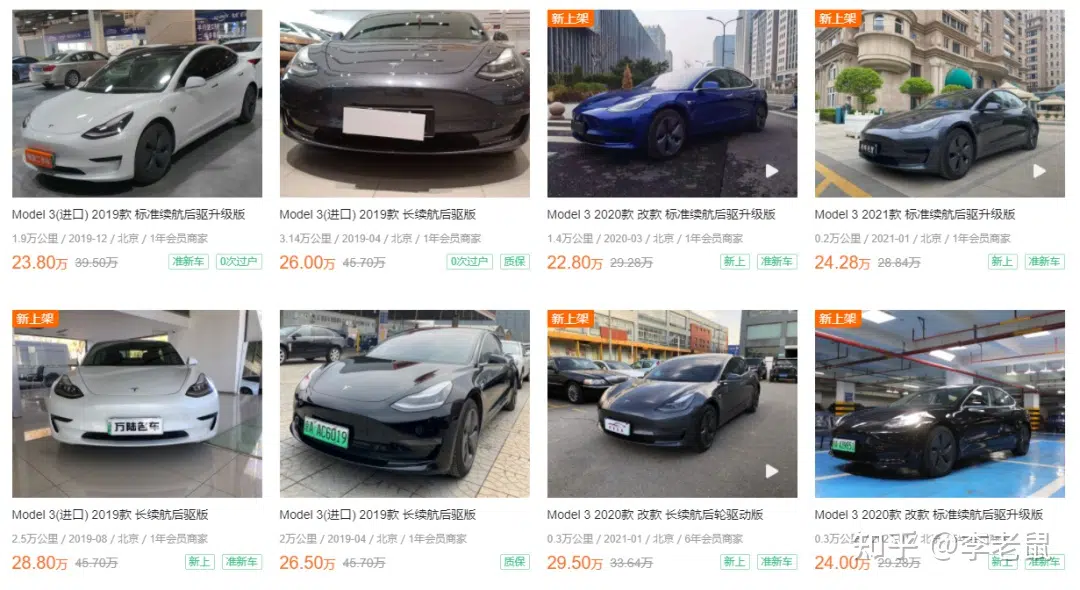 新上架
新上架
Model 3(进口) 2019款 标准续航后驱升级版
Model 3(进口) 2019款 长续航后驱版
Model 3 2020款 改款 标准续航后驱升级版
Model 3 2021款 标准续航后驱升级版
1.9万公里 / 2019-12 / 北京 / 1年会员商家
3.14万公里 / 2019-04 / 北京 / 1年会员商家
1.4万公里 / 2020-03 / 北京 / 1年会员商家
0.2万公里 / 2021-01 / 北京 / 1年会员商家
23.80万 39.50万 准新车 0次过户
26.00万 45.70万 0次过户 质保
22.80万 29.28万 新上 准新车
24.28万 28.84万 新上 准新车
新上架
新上架
新上架
万陆名车
AC6019
Model 3(进口) 2019款 长续航后驱版
Model 3(进口) 2019款 长续航后驱版
Model 3 2020款 改款 长续航后轮驱动版
Model 3 2020款 改款 标准续航后驱升级版
2.5万公里 / 2019-08 / 北京 / 1年会员商家
2万公里 / 2019-04 / 北京 / 1年会员商家
0.3万公里 / 2021-01 / 北京 / 6年会员商家
0.3万公里
28.80万 45.70万 新上 准新车
26.50万 45.70万 质保
29.50万 33.64万 新上 准新车
24.00万 29.28万 新上 准新车
知乎 @李老鼠